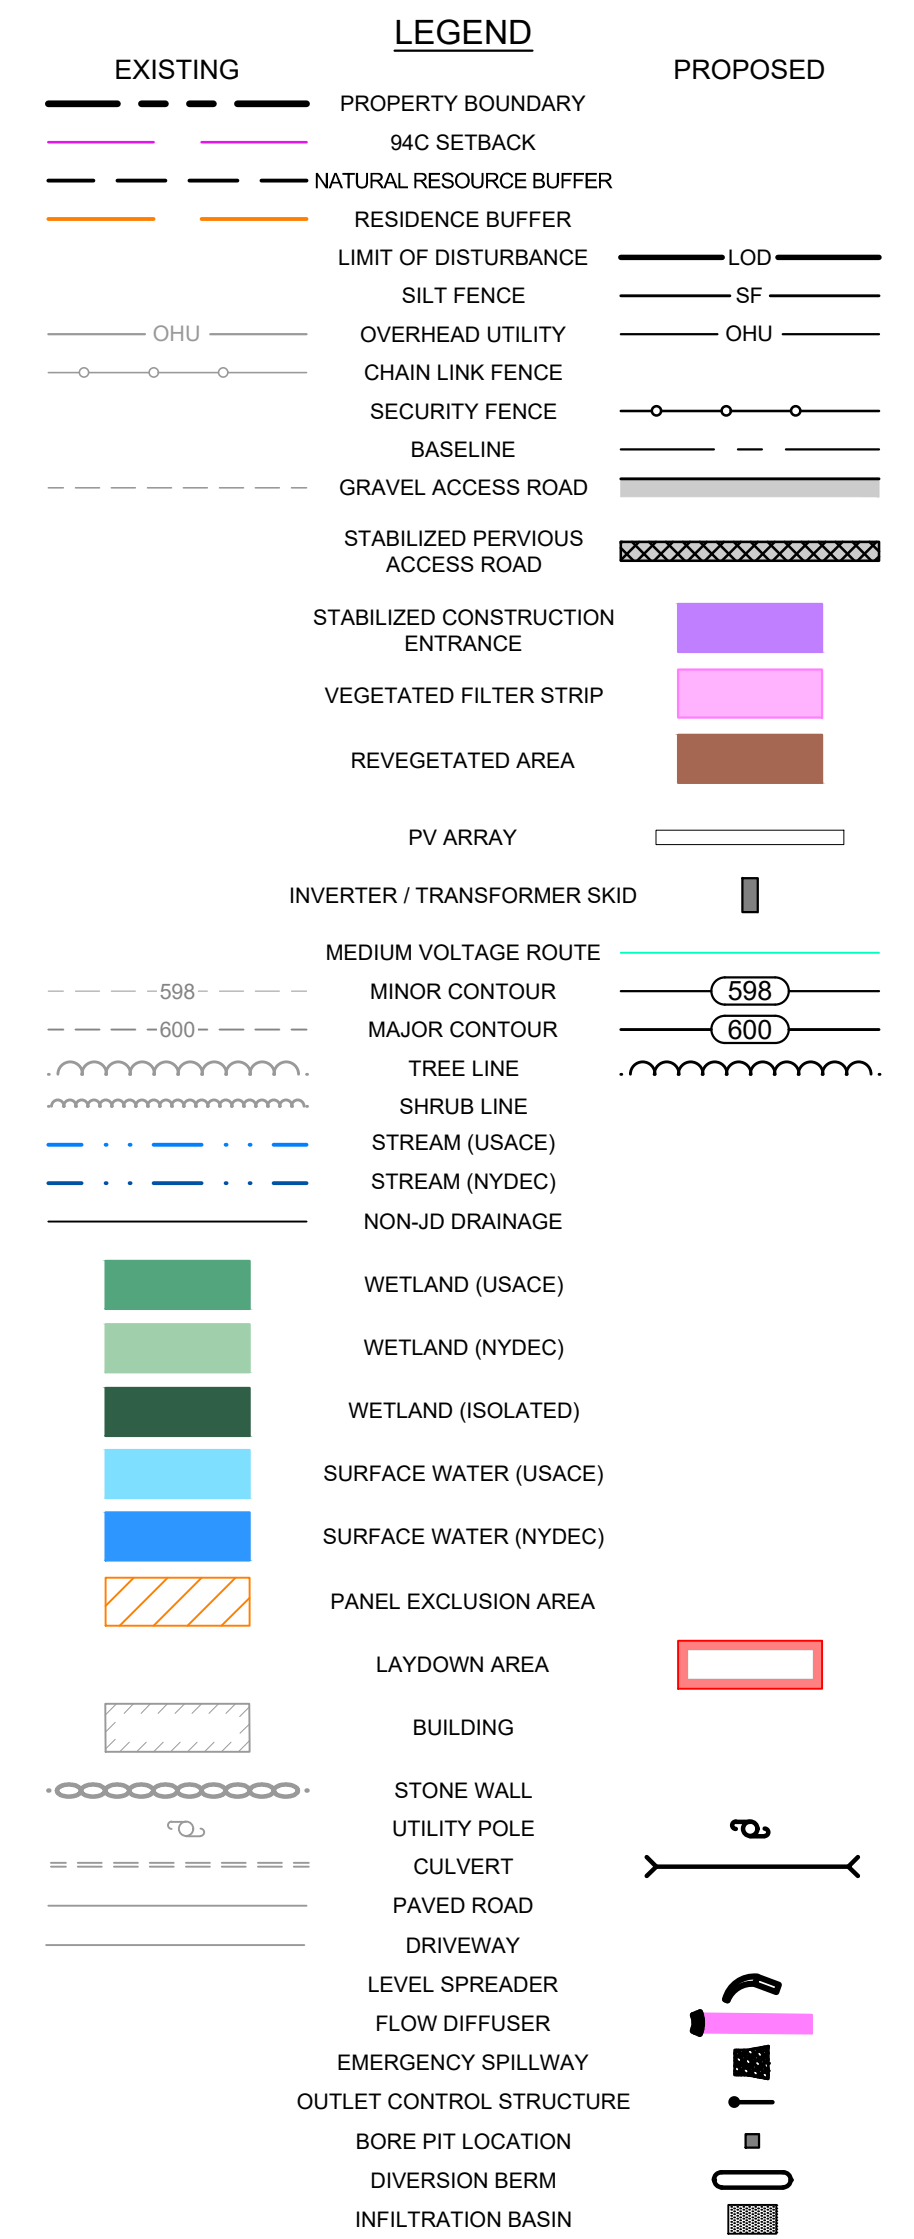 LEGEND
EXISTING
PROPOSED
PROPERTY BOUNDARY
94C SETBACK
NATURAL RESOURCE BUFFER
RESIDENCE BUFFER
LIMIT OF DISTURBANCE LOD
SILT FENCE SF
OHU OVERHEAD UTILITY OHU
CHAIN LINK FENCE
SECURITY FENCE
BASELINE
GRAVEL ACCESS ROAD
STABILIZED PERVIOUS
ACCESS ROAD
STABILIZED CONSTRUCTION
ENTRANCE
VEGETATED FILTER STRIP
REVEGETATED AREA
PV ARRAY
INVERTER / TRANSFORMER SKID
MEDIUM VOLTAGE ROUTE
598 MINOR CONTOUR 598
600 MAJOR CONTOUR 600
TREE LINE
SHRUB LINE
STREAM (USACE)
STREAM (NYDEC)
NON-JD DRAINAGE
WETLAND (USACE)
WETLAND (NYDEC)
WETLAND (ISOLATED)
SURFACE WATER (USACE)
SURFACE WATER (NYDEC)
PANEL EXCLUSION AREA
LAYDOWN AREA
BUILDING
STONE WALL
UTILITY POLE
CULVERT
PAVED ROAD
DRIVEWAY
LEVEL SPREADER
FLOW DIFFUSER
EMERGENCY SPILLWAY
OUTLET CONTROL STRUCTURE
BORE PIT LOCATION
DIVERSION BERM
INFILTRATION BASIN